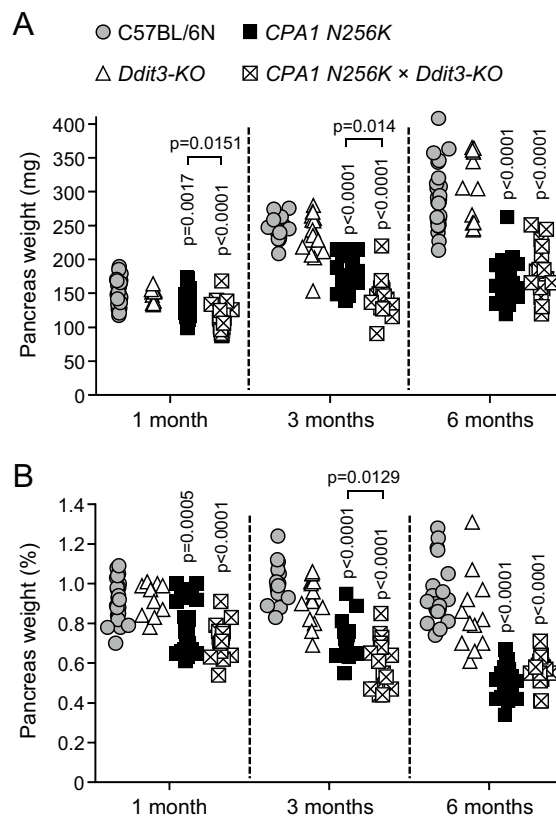 A
C57BL/6N CPA1 N256K
Ddit3-KO CPA1 N256K × Ddit3-KO
Pancreas weight (mg)
400
350
300
250
200
150
100
50
0
p=0.0151
p=0.0017
p<0.0001
p=0.014
p<0.0001
p<0.0001
p<0.0001
p<0.0001
1 month 3 months 6 months
B
Pancreas weight (%)
1.4
1.2
1.0
0.8
0.6
0.4
0.2
0
p=0.0005
p<0.0001
p=0.0129
p<0.0001
p<0.0001
p<0.0001
p<0.0001
1 month 3 months 6 months